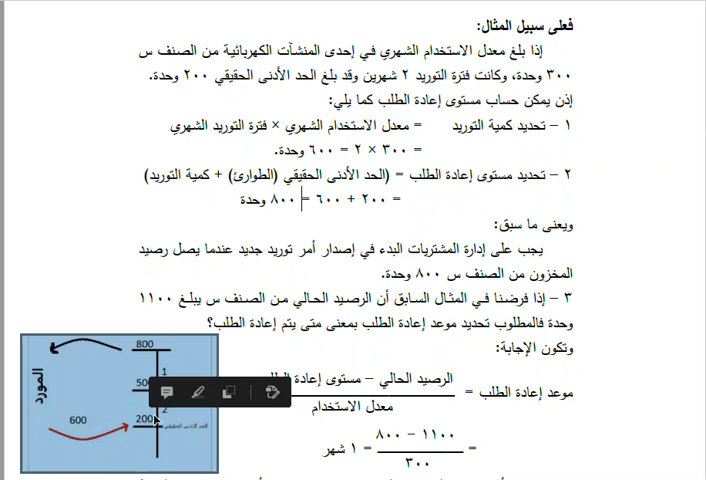 فعلى سبيل المثال:
إذا بلغ معدل الاستخدام الشهري في إحدى المنشآت الكهربائية من الصنف س
٣٠٠ وحدة، وكانت فترة التوريد ٢ شهرين وقد بلغ الحد الأدنى الحقيقي ٢٠٠ وحدة.
إذن يمكن حساب مستوى إعادة الطلب كما يلي:
١ – تحديد كمية التوريد = معدل الاستخدام الشهري × فترة التوريد الشهري
= ٣٠٠ × ٢ = ٦٠٠ وحدة.
٢ – تحديد مستوى إعادة الطلب = (الحد الأدنى الحقيقي (الطوارئ) + كمية التوريد)
= ٢٠٠ + ٦٠٠ = ٨٠٠ وحدة
ويعنى ما سبق:
يجب على إدارة المشتريات البدء في إصدار أمر توريد جديد عندما يصل رصيد
المخزون من الصنف س ٨٠٠ وحدة.
٣ – إذا فرضنا في المثال السابق أن الرصيد الحالي من الصنف س يبلغ ١١٠٠
وحدة فالمطلوب تحديد موعد إعادة الطلب بمعنى متى يتم إعادة الطلب؟
وتكون الإجابة:
الرصيد الحالي – مستوى إعادة
موعد إعادة الطلب =
معدل الاستخدام
١١٠٠ – ٨٠٠
= ١ شهر
٣٠٠
800
1
50
2
200
الحد الادنى الحقيقي
المورد
600